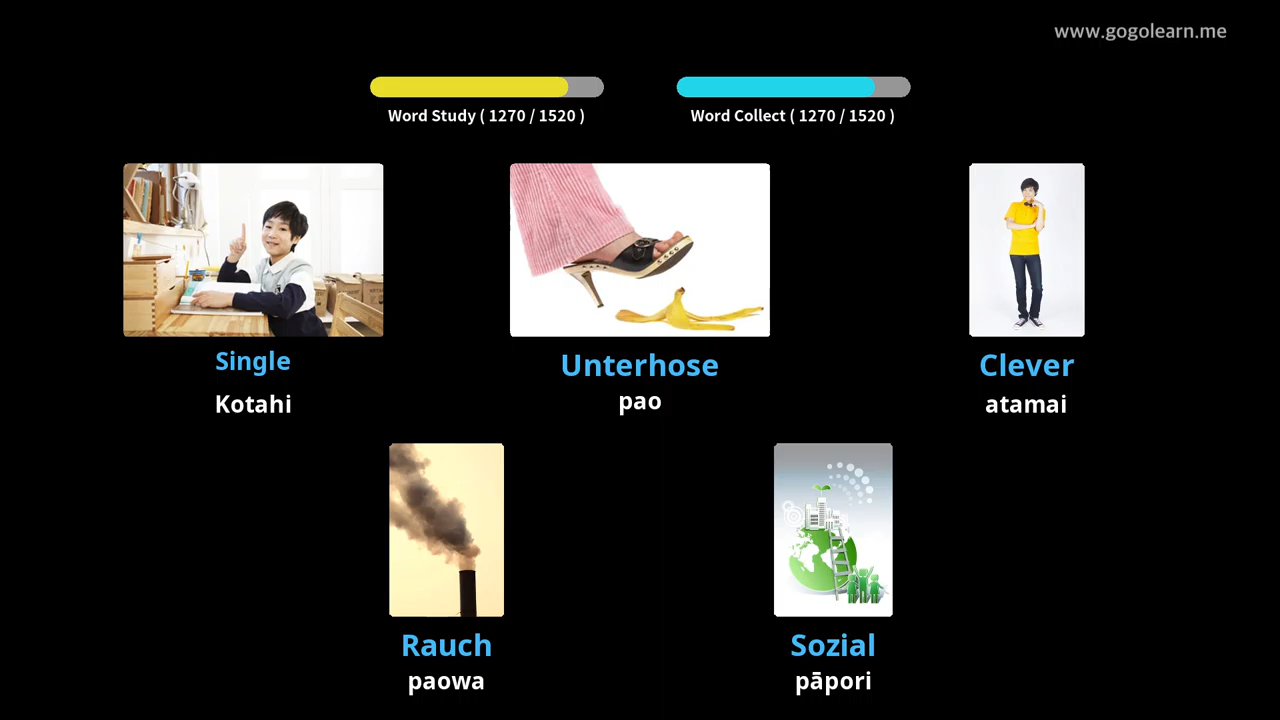 www.gogolearn.me
Word Study ( 1270 / 1520 )
Word Collect ( 1270 / 1520 )
Single
Kotahi
Unterhose
pao
Clever
atamai
Rauch
paowa
Sozial
pāpori